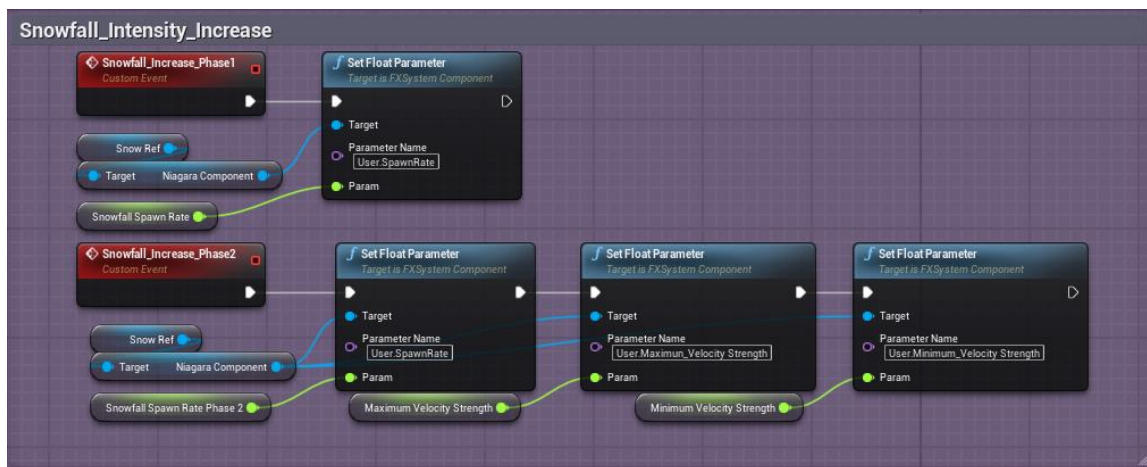 Snowfall_Intensity_Increase
Snowfall_Increase_Phase1
Custom Event
Set Float Parameter
Target is FXSystem Component
Target
Snow Ref
Parameter Name
User.SpawnRate
Target Niagara Component
Param
Snowfall Spawn Rate
Snowfall_Increase_Phase2
Custom Event
Set Float Parameter
Target is FXSystem Component
Set Float Parameter
Target is FXSystem Component
Set Float Parameter
Target is FXSystem Component
Target
Target
Target
Snow Ref
Parameter Name
User.SpawnRate
Parameter Name
User.Maximun_Velocity Strength
Parameter Name
User.Minimum_Velocity Strength
Target Niagara Component
Param
Param
Param
Snowfall Spawn Rate Phase 2
Maximum Velocity Strength
Minimum Velocity Strength